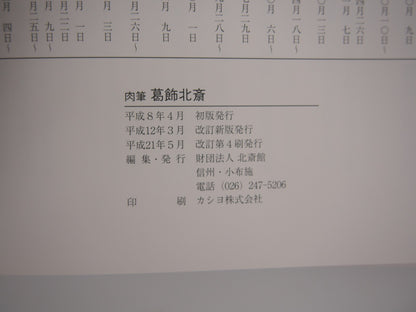 肉筆 葛飾北斎
平成8年4月 初版発行
平成12年3月 改訂新版発行
平成21年5月 改訂第4刷発行
編集・発行 財団法人 北斎館
信州・小布施
電話 (026) 247-5206
印刷 カシヨ株式会社